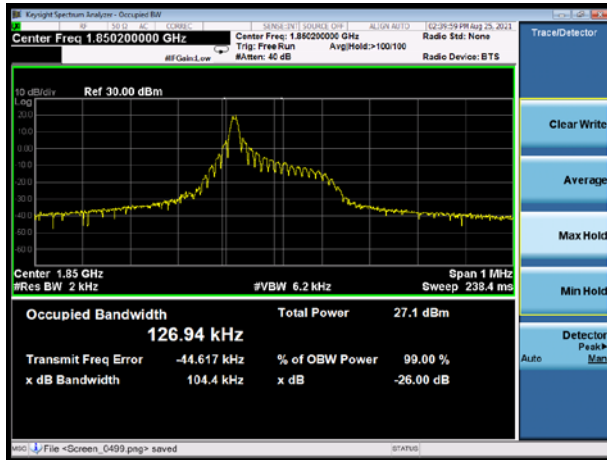 Keysight Spectrum Analyzer - Occupied BW
RF 50 Ω AC CORREC SENSE:INT SOURCE OFF ALIGN AUTO 02:39:59 PM Aug 25, 2021
Center Freq 1.850200000 GHz
Center Freq: 1.850200000 GHz
Radio Std: None
Trig: Free Run Avg|Hold:>100/100
#IFGain:Low #Atten: 40 dB Radio Device: BTS
Trace/Detector
10 dB/div Ref 30.00 dBm
Log
20.0
10.0
0.00
-10.0
-20.0
-30.0
-40.0
-50.0
-60.0
Center 1.85 GHz Span 1 MHz
#Res BW 2 kHz #VBW 6.2 kHz Sweep 238.4 ms
Occupied Bandwidth Total Power 27.1 dBm
126.94 kHz
Transmit Freq Error -44.617 kHz % of OBW Power 99.00 %
x dB Bandwidth 104.4 kHz x dB -26.00 dB
Clear Write
Average
Max Hold
Min Hold
Detector
Peak▶
Auto Man
MSG File <Screen_0499.png> saved STATUS